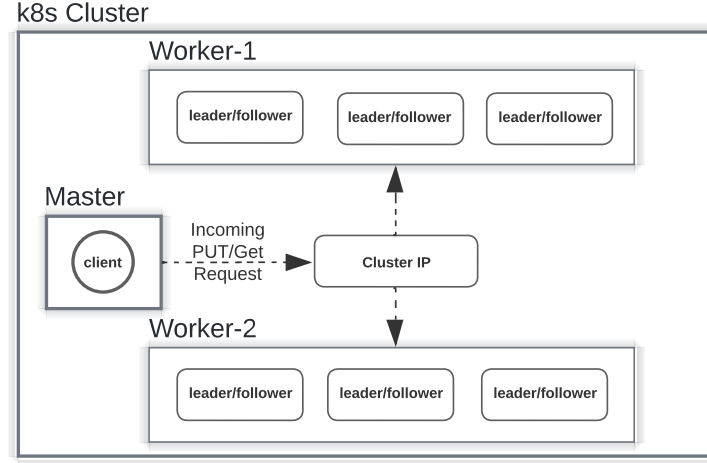 k8s Cluster
Worker-1
leader/follower
leader/follower
leader/follower
Master
client
Incoming
PUT/Get
Request
Cluster IP
Worker-2
leader/follower
leader/follower
leader/follower